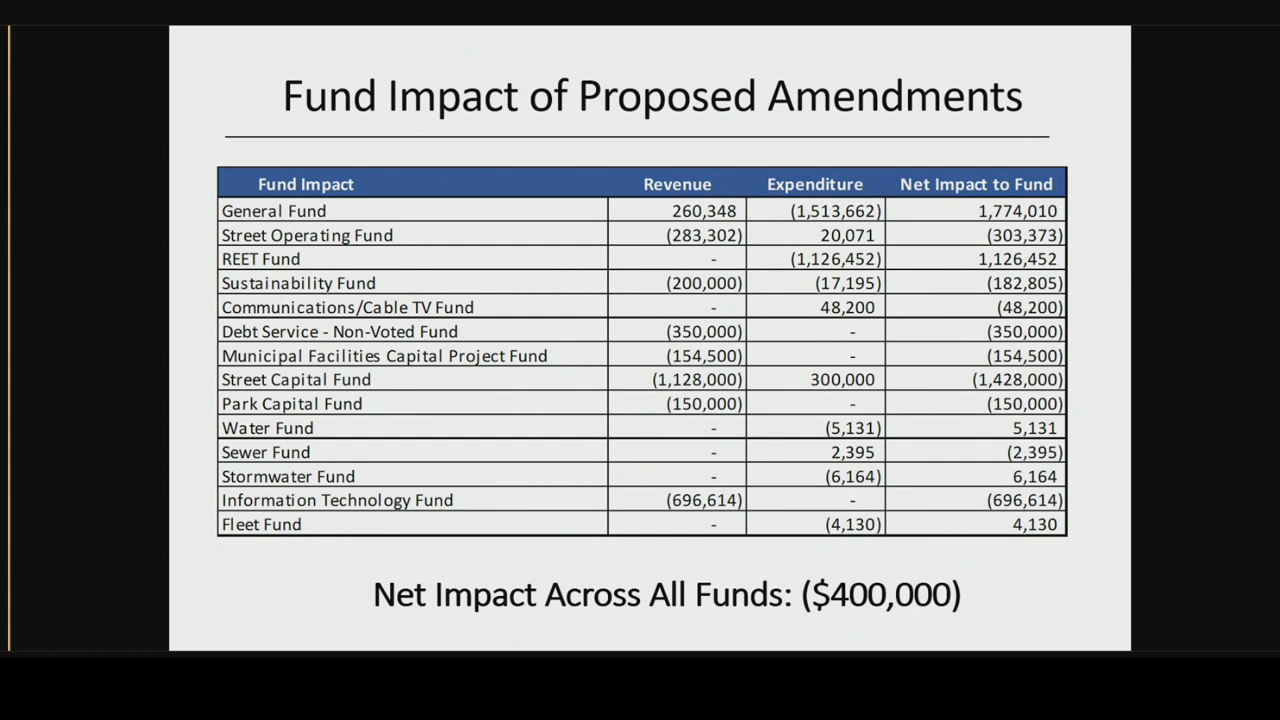 Fund Impact of Proposed Amendments
Fund Impact Revenue Expenditure Net Impact to Fund
General Fund 260,348 (1,513,662) 1,774,010
Street Operating Fund (283,302) 20,071 (303,373)
REET Fund - (1,126,452) 1,126,452
Sustainability Fund (200,000) (17,195) (182,805)
Communications/Cable TV Fund - 48,200 (48,200)
Debt Service - Non-Voted Fund (350,000) - (350,000)
Municipal Facilities Capital Project Fund (154,500) - (154,500)
Street Capital Fund (1,128,000) 300,000 (1,428,000)
Park Capital Fund (150,000) - (150,000)
Water Fund - (5,131) 5,131
Sewer Fund - 2,395 (2,395)
Stormwater Fund - (6,164) 6,164
Information Technology Fund (696,614) - (696,614)
Fleet Fund - (4,130) 4,130
Net Impact Across All Funds: ($400,000)